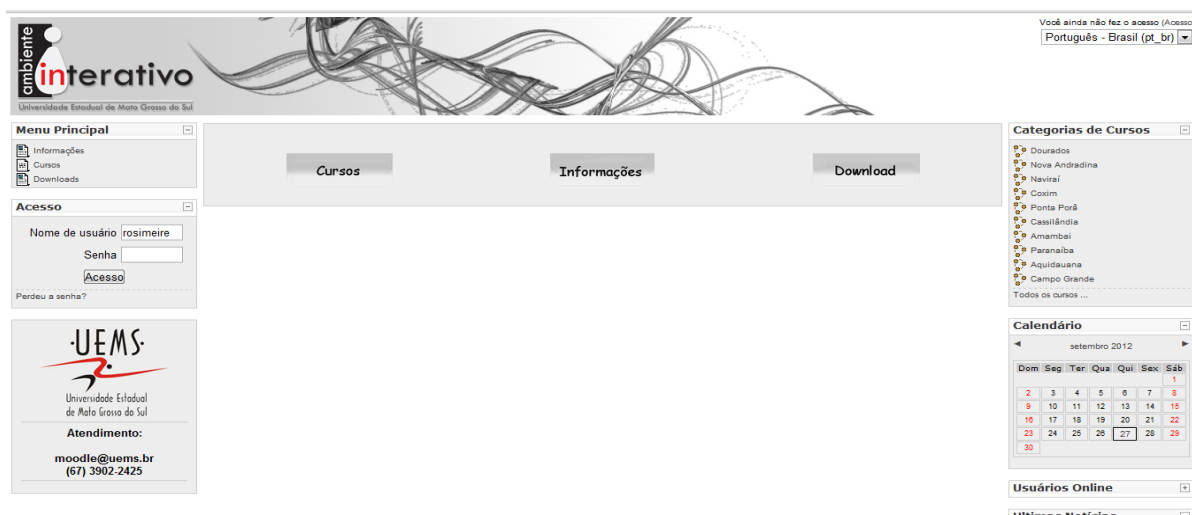 Você ainda não fez o acesso (Acesso
Português - Brasil (pt_br)
ambiente
interativo
Universidade Estadual de Mato Grosso do Sul
Menu Principal
Informações
Cursos
Downloads
Acesso
Nome de usuário rosimeire
Senha
Acesso
Perdeu a senha?
·UEMS·
Universidade Estadual
de Mato Grosso do Sul
Atendimento:
moodle@uems.br
(67) 3902-2425
Cursos Informações Download
Categorias de Cursos
Dourados
Nova Andradina
Naviraí
Coxim
Ponta Porã
Cassilândia
Amambai
Paranaíba
Aquidauana
Campo Grande
Todos os cursos ...
Calendário
setembro 2012
Dom Seg Ter Qua Qui Sex Sáb
1
2 3 4 5 6 7 8
9 10 11 12 13 14 15
16 17 18 19 20 21 22
23 24 25 26 27 28 29
30
Usuários Online
Últimas Notícias